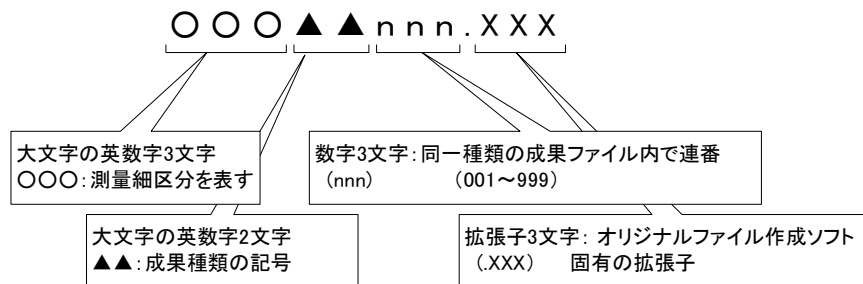 ○○○▲▲nnn.XXX
大文字の英数字3文字
○○○:測量細区分を表す
数字3文字:同一種類の成果ファイル内で連番
(nnn) (001～999)
大文字の英数字2文字
▲▲:成果種類の記号
拡張子3文字: オリジナルファイル作成ソフト
(.XXX) 固有の拡張子